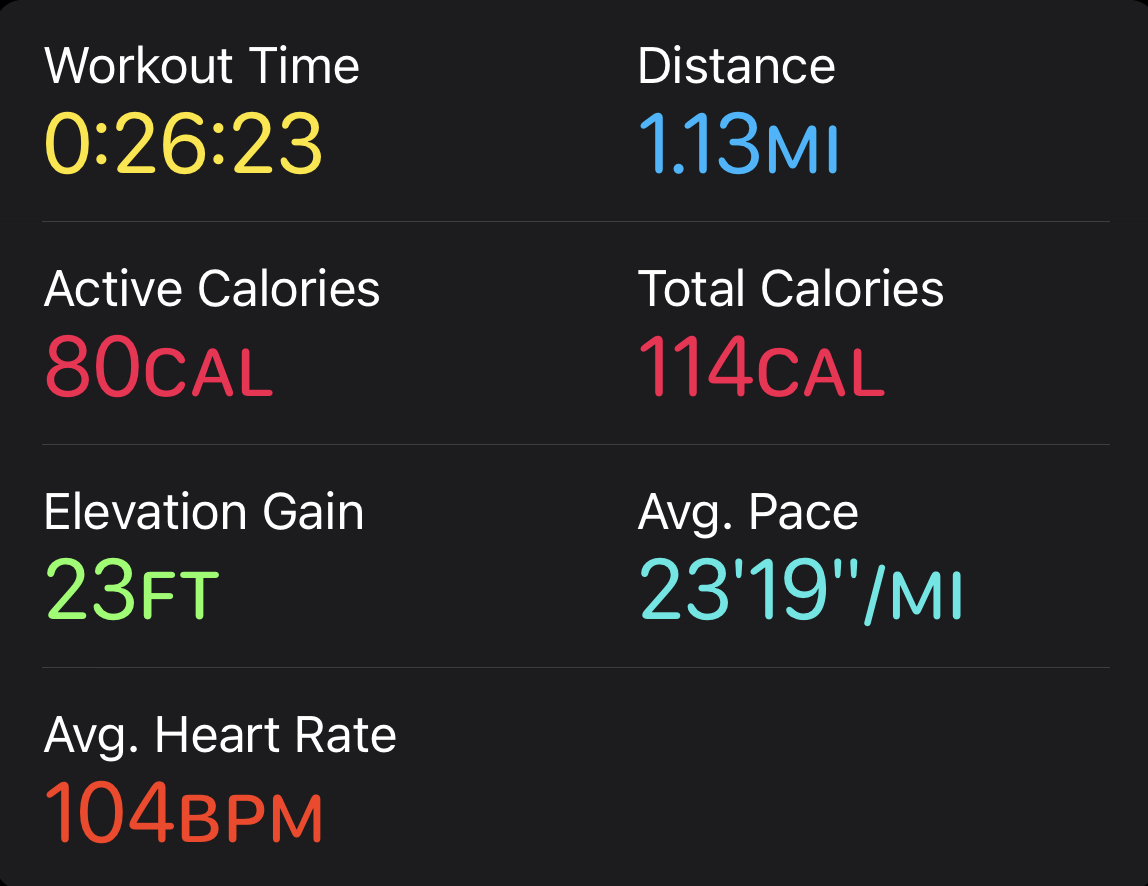 Workout Time
0:26:23
Distance
1.13MI
Active Calories
80CAL
Total Calories
114CAL
Elevation Gain
23FT
Avg. Pace
23'19"/MI
Avg. Heart Rate
104BPM